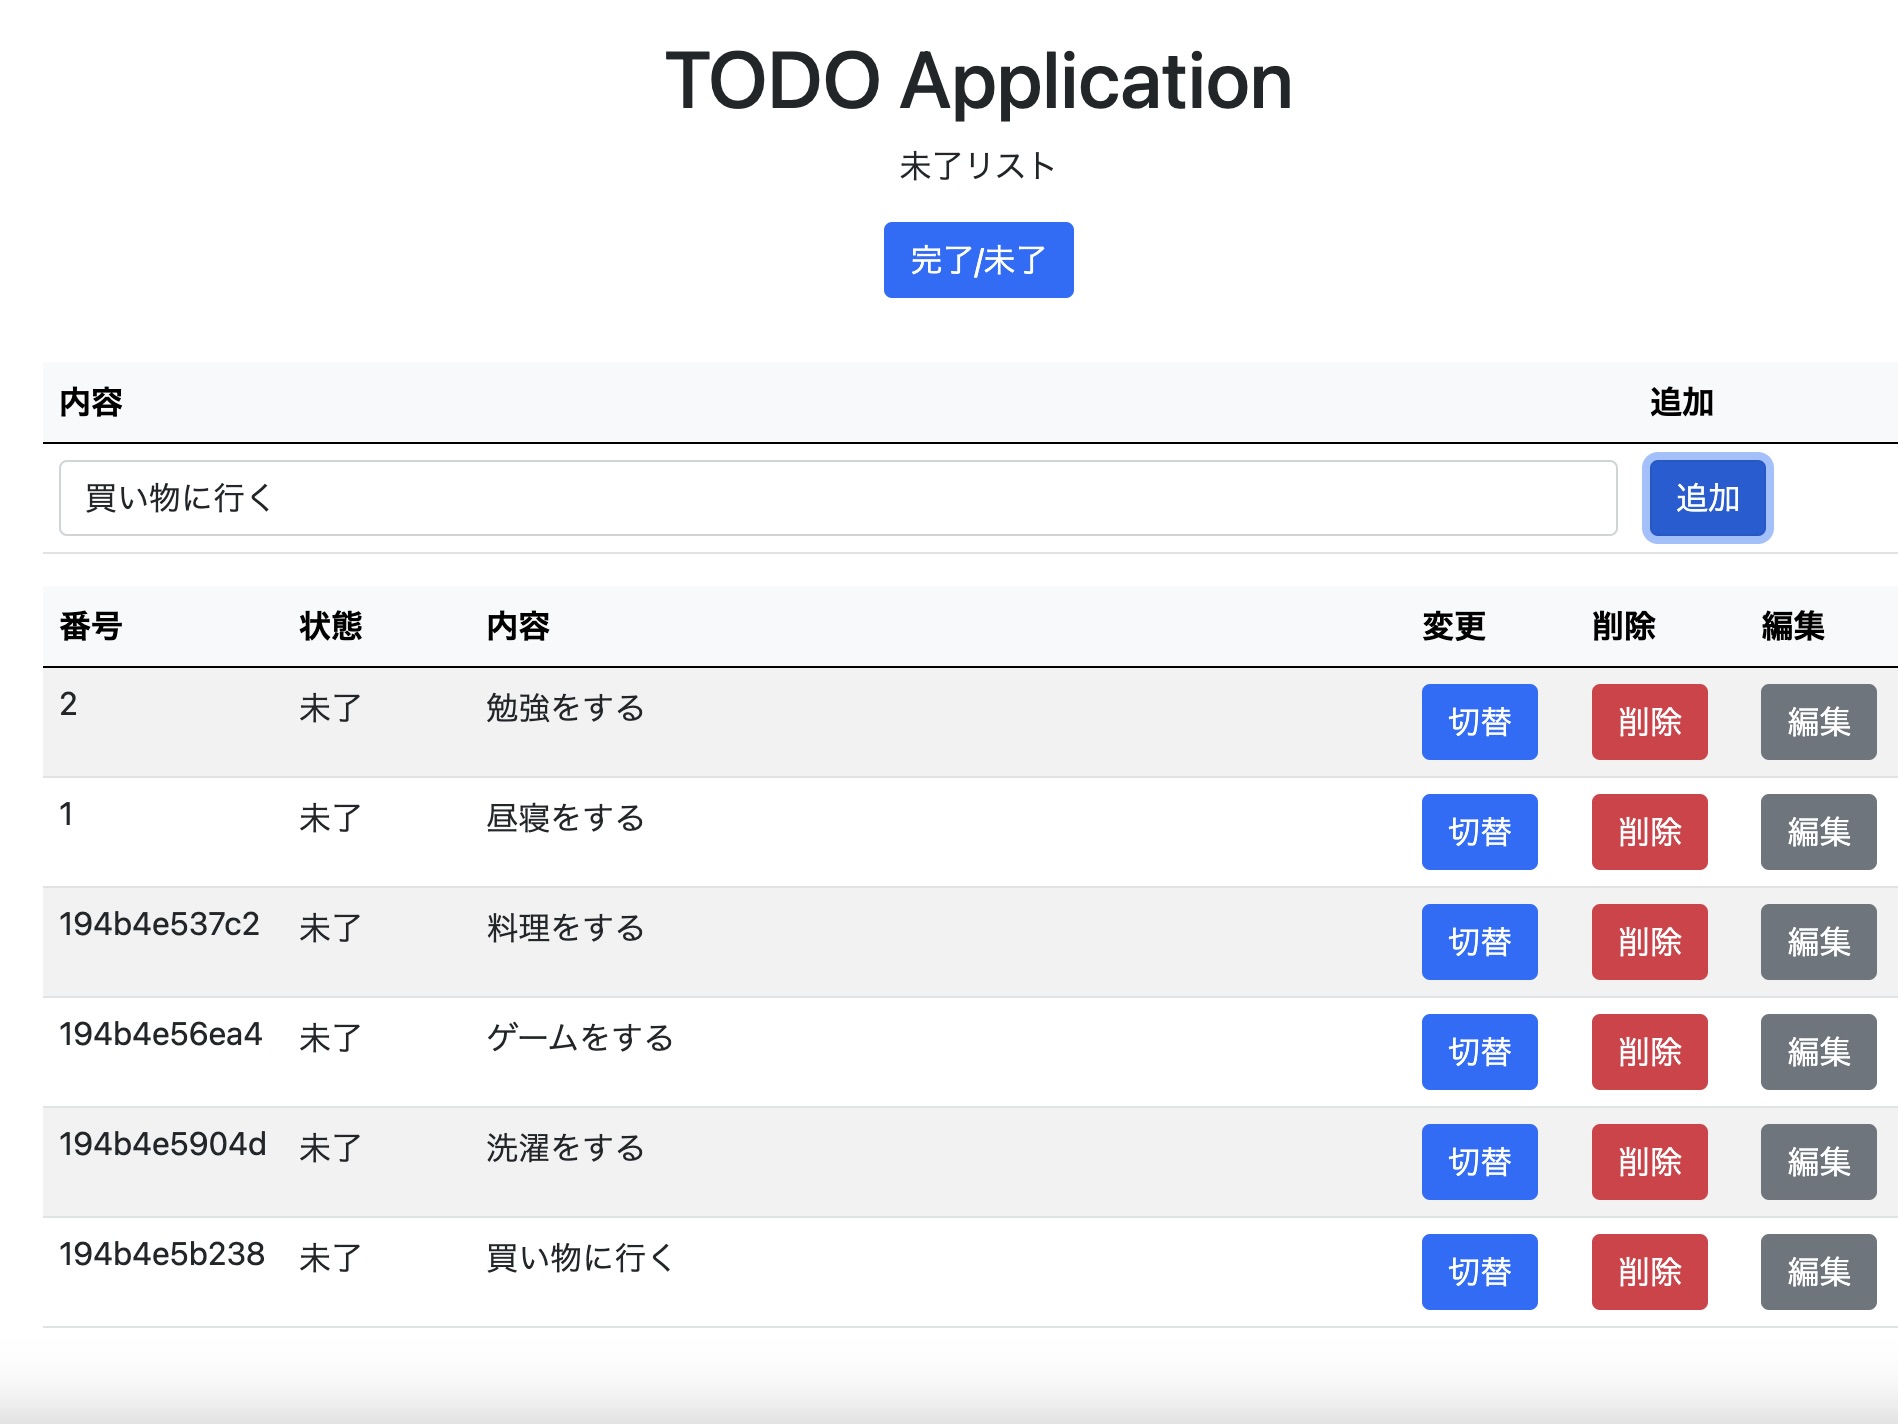 TODO Application
未了リスト
完了/未了
内容 追加
買い物に行く 追加
番号 状態 内容 変更 削除 編集
2 未了 勉強をする 切替 削除 編集
1 未了 昼寝をする 切替 削除 編集
194b4e537c2 未了 料理をする 切替 削除 編集
194b4e56ea4 未了 ゲームをする 切替 削除 編集
194b4e5904d 未了 洗濯をする 切替 削除 編集
194b4e5b238 未了 買い物に行く 切替 削除 編集